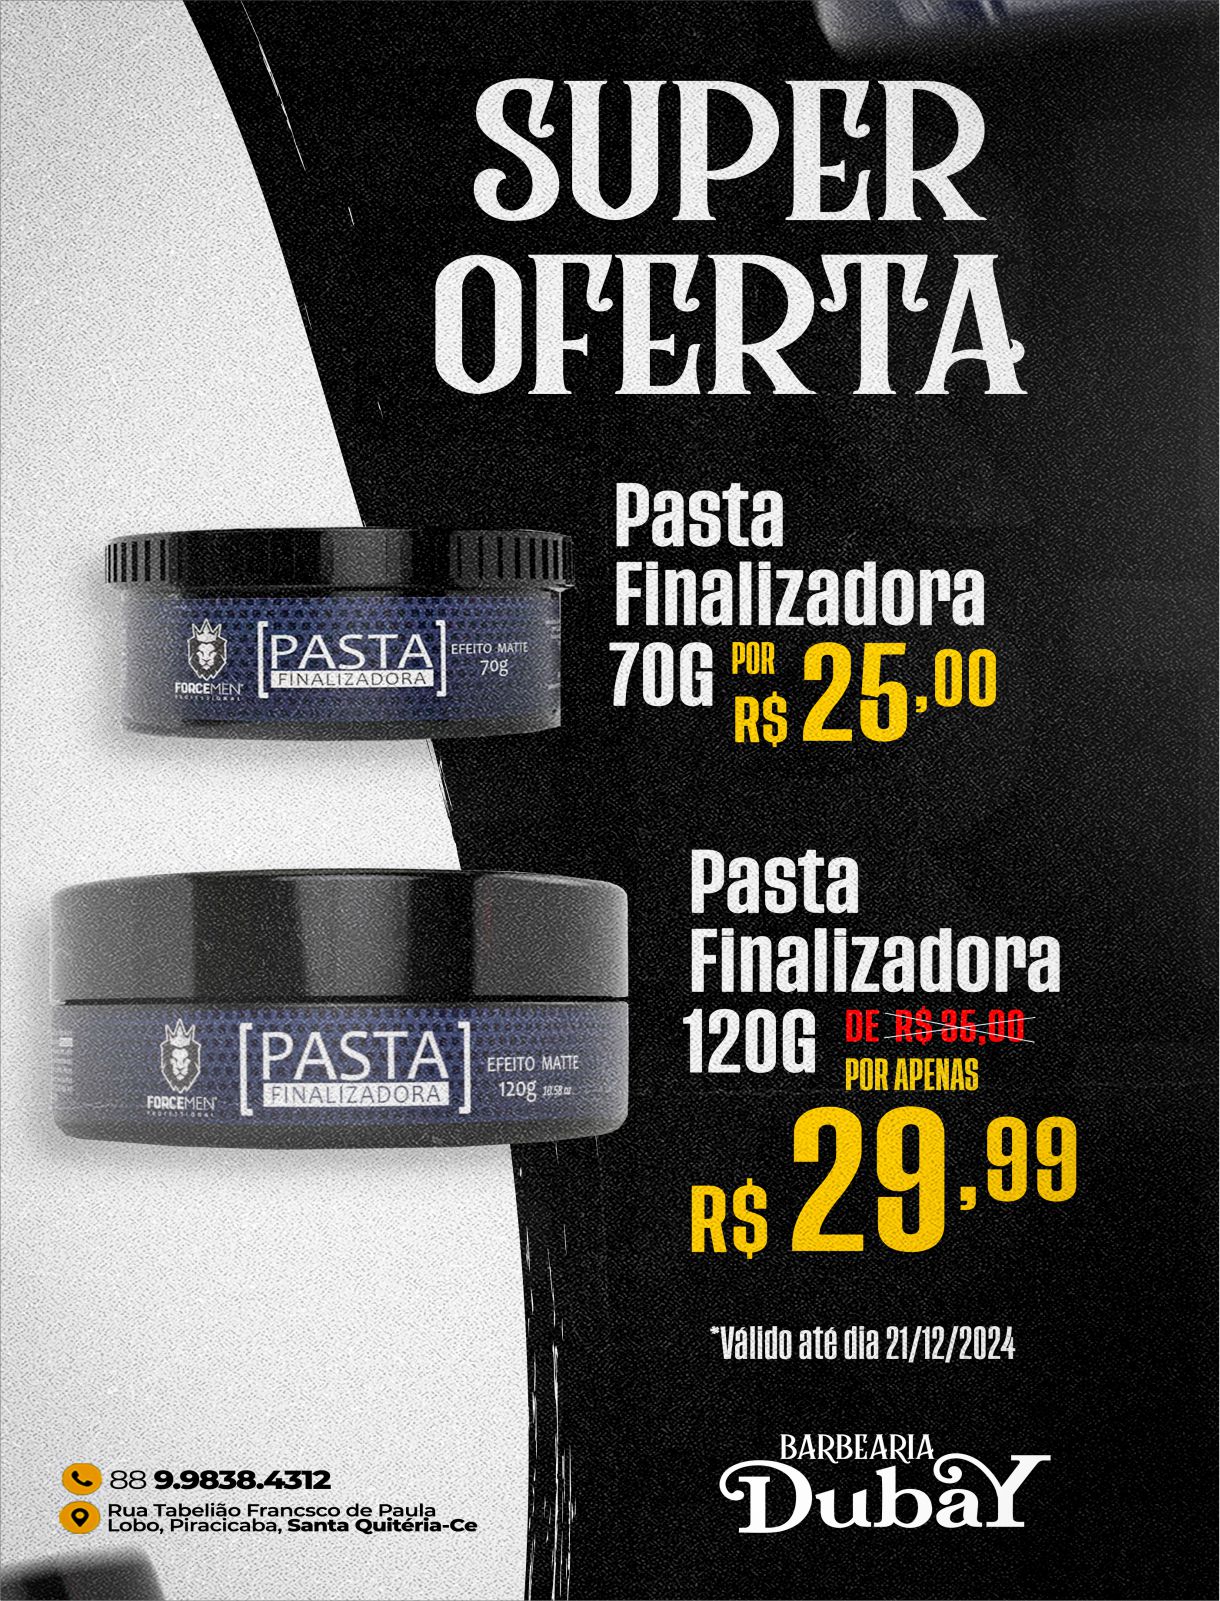 SUPER
OFERTA
Pasta
Finalizadora
70G POR
R$ 25,00
[PASTA]
FINALIZADORA
EFEITO MATTE
70g
FORCEMEN
PROFESSIONAL
Pasta
Finalizadora
120G DE R$ 35,00
POR APENAS
R$ 29,99
[PASTA]
FINALIZADORA
EFEITO MATTE
120g
FORCEMEN
PROFESSIONAL
*Válido até dia 21/12/2024
BARBEARIA
Dubay
88 9.9838.4312
Rua Tabelião Francsco de Paula
Lobo, Piracicaba, Santa Quitéria-Ce